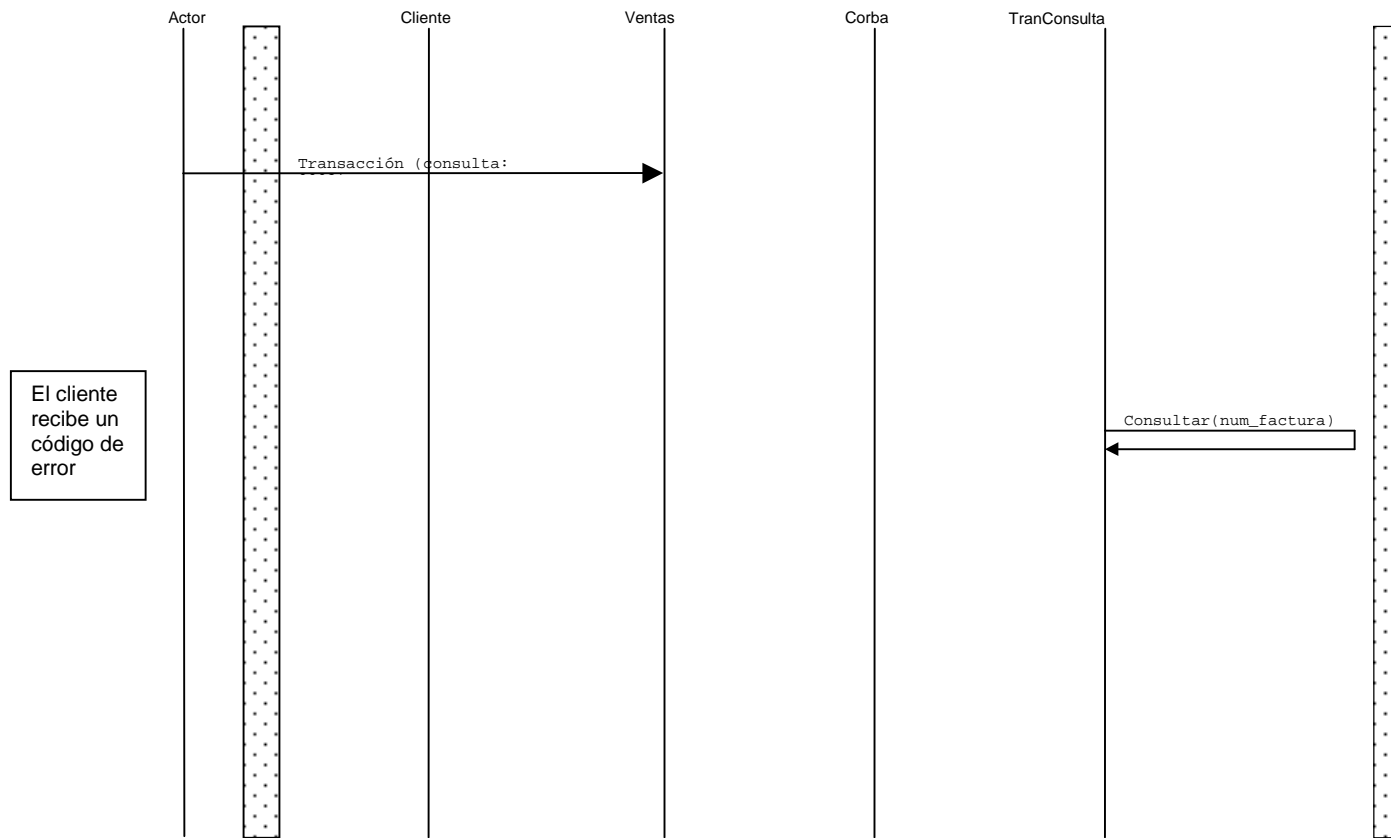 Actor Cliente Ventas Corba TranConsulta
Transacción (consulta:
El cliente
recibe un
código de
error
Consultar(num_factura)